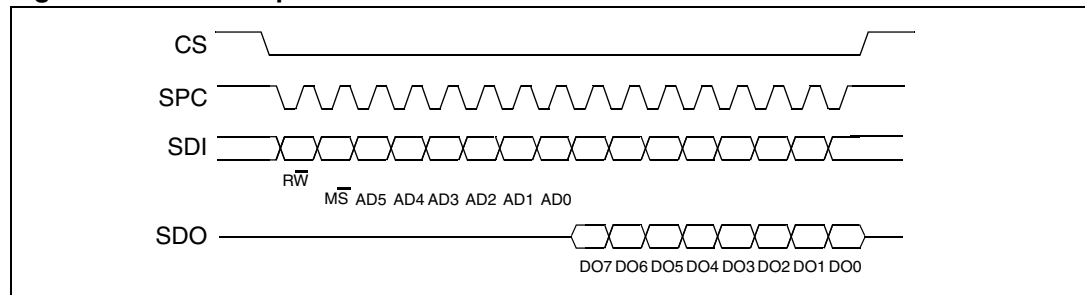 CS
SPC
SDI
RW̅
MS̅ AD5 AD4 AD3 AD2 AD1 AD0
SDO
DO7 DO6 DO5 DO4 DO3 DO2 DO1 DO0